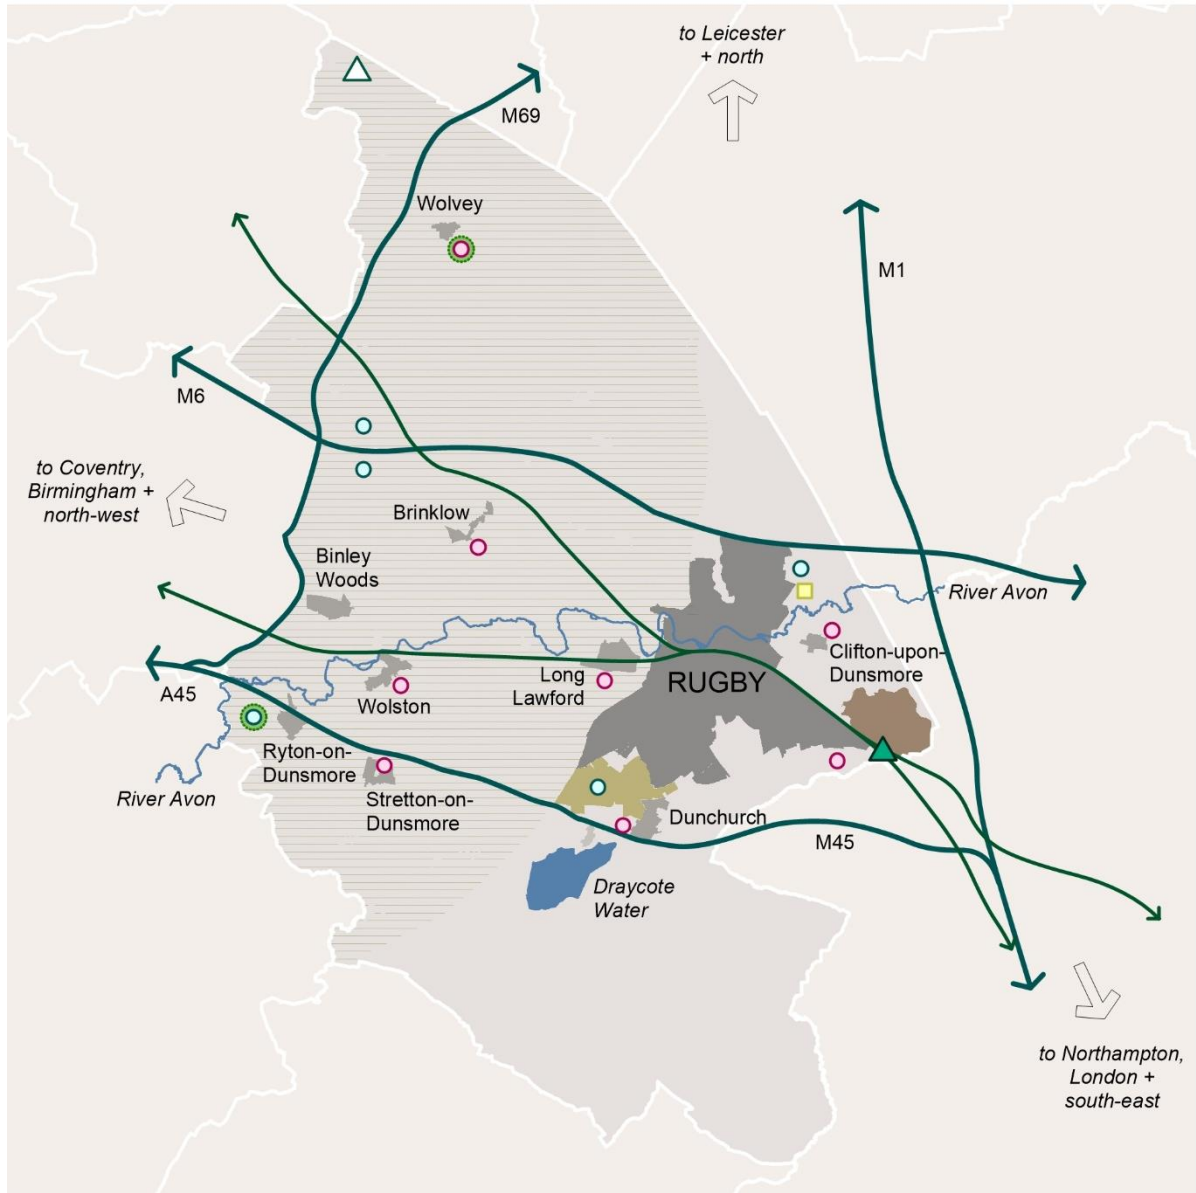 to Leicester
+ north
M69
Wolvey
M1
M6
to Coventry,
Birmingham +
north-west
Brinklow
Binley
Woods
River Avon
Clifton-upon-
Dunsmore
Long
Lawford
RUGBY
A45
Wolston
Ryton-on-
Dunsmore
River Avon
Stretton-on-
Dunsmore
Dunchurch
M45
Draycote
Water
to Northampton,
London +
south-east